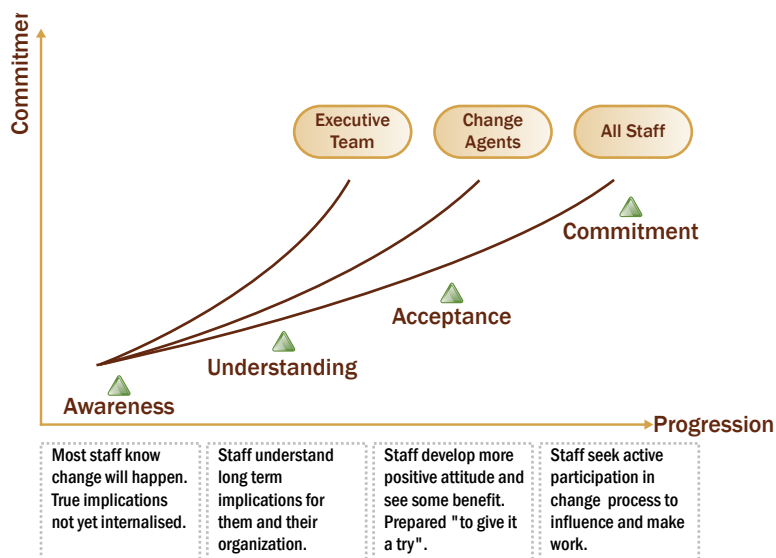 Commitmer
Executive
Team
Change
Agents
All Staff
Commitment
Acceptance
Understanding
Awareness
Progression
Most staff know
change will happen.
True implications
not yet internalised.
Staff understand
long term
implications for
them and their
organization.
Staff develop more
positive attitude and
see some benefit.
Prepared "to give it
a try".
Staff seek active
participation in
change process to
influence and make
work.